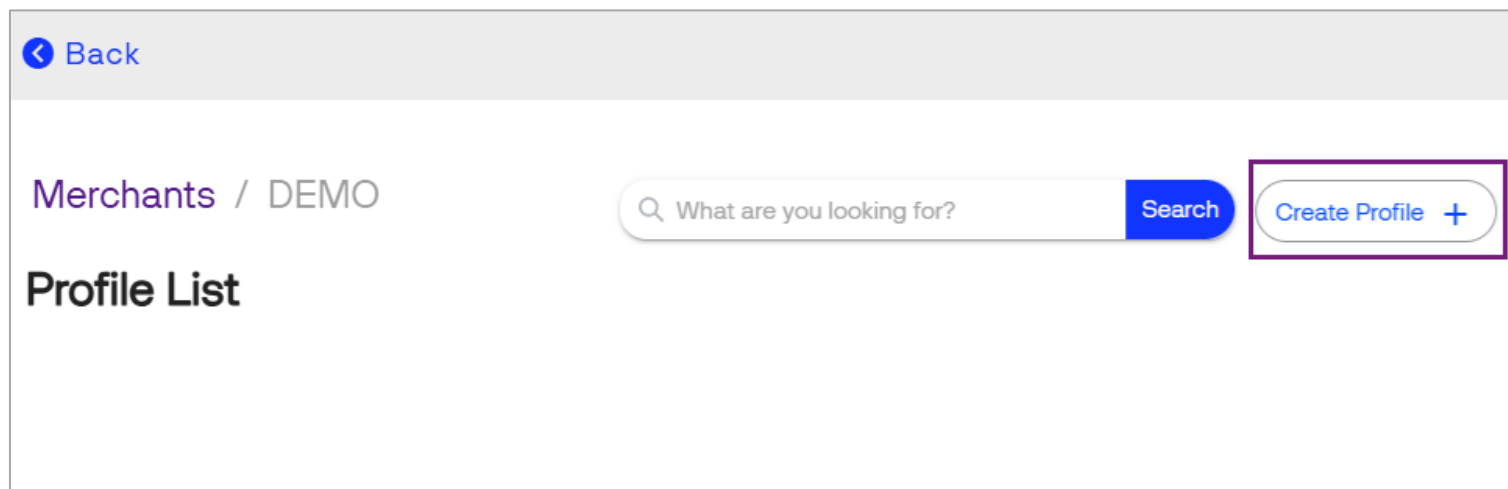 Back
Merchants / DEMO
What are you looking for?
Search
Create Profile +
Profile List